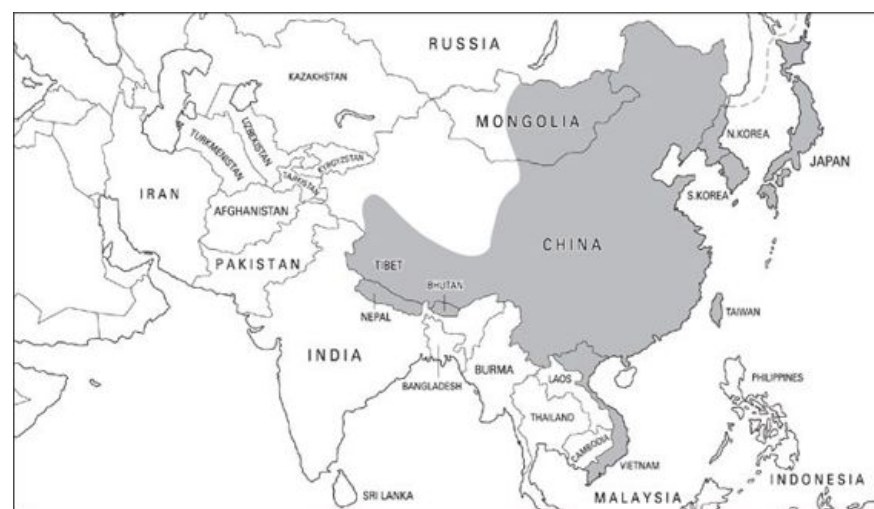 RUSSIA
KAZAKHSTAN
MONGOLIA
UZBEKISTAN
TURKMENISTAN
KYRGYZSTAN
TAJIKISTAN
N.KOREA
JAPAN
S.KOREA
IRAN
AFGHANISTAN
CHINA
PAKISTAN
TIBET
BHUTAN
NEPAL
TAIWAN
INDIA
BURMA
LAOS
BANGLADESH
PHILIPPINES
THAILAND
CAMBODIA
VIETNAM
INDONESIA
SRI LANKA
MALAYSIA